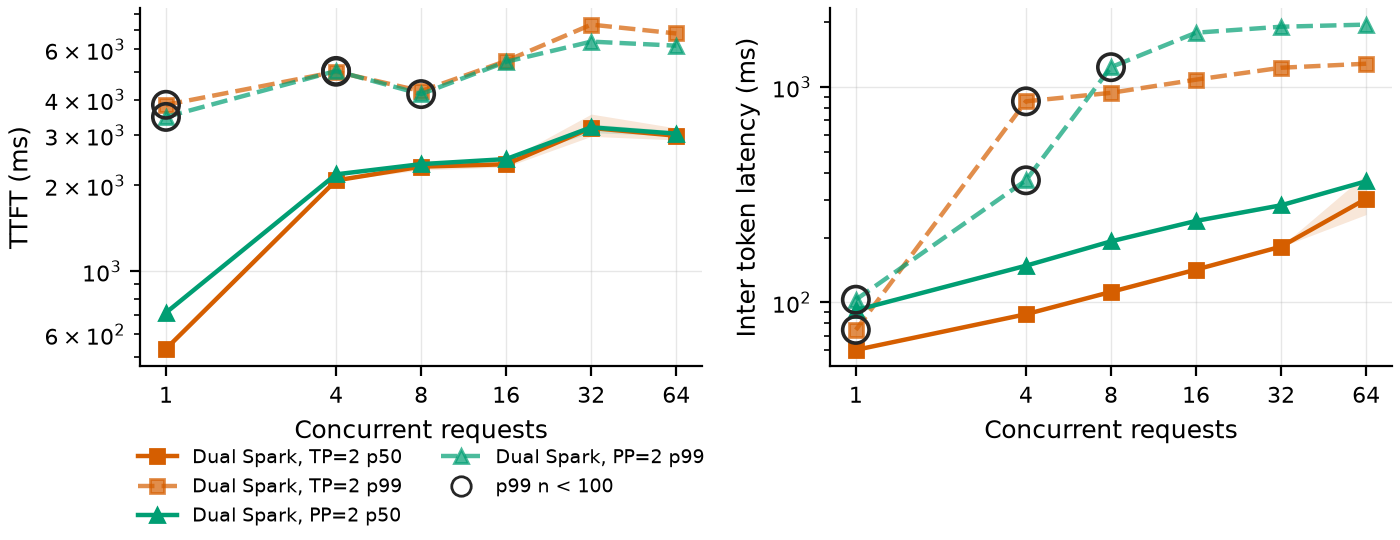 TTFT (ms)
6 × 10³
4 × 10³
3 × 10³
2 × 10³
10³
6 × 10²
1 4 8 16 32 64
Concurrent requests
Inter token latency (ms)
10³
10²
1 4 8 16 32 64
Concurrent requests
Dual Spark, TP=2 p50
Dual Spark, TP=2 p99
Dual Spark, PP=2 p50
Dual Spark, PP=2 p99
p99 n < 100